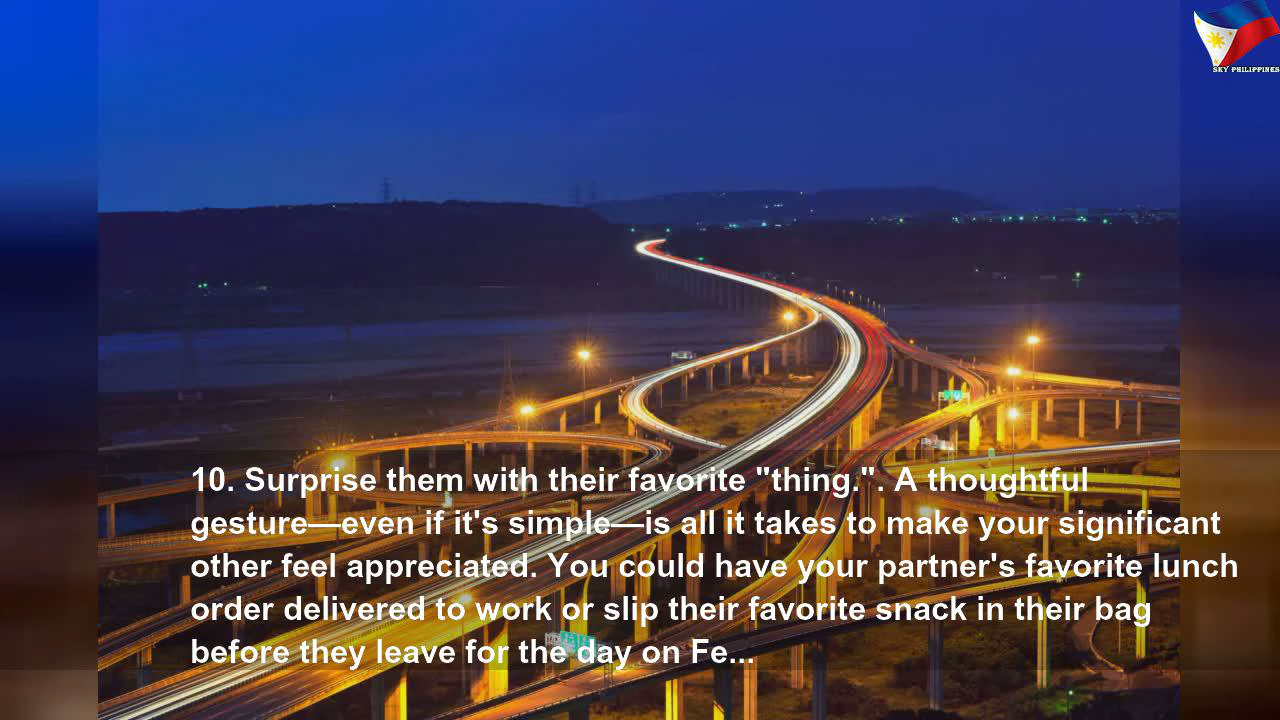 SKY PHILIPPINES
10. Surprise them with their favorite "thing.". A thoughtful
gesture—even if it's simple—is all it takes to make your significant
other feel appreciated. You could have your partner's favorite lunch
order delivered to work or slip their favorite snack in their bag
before they leave for the day on Fe...